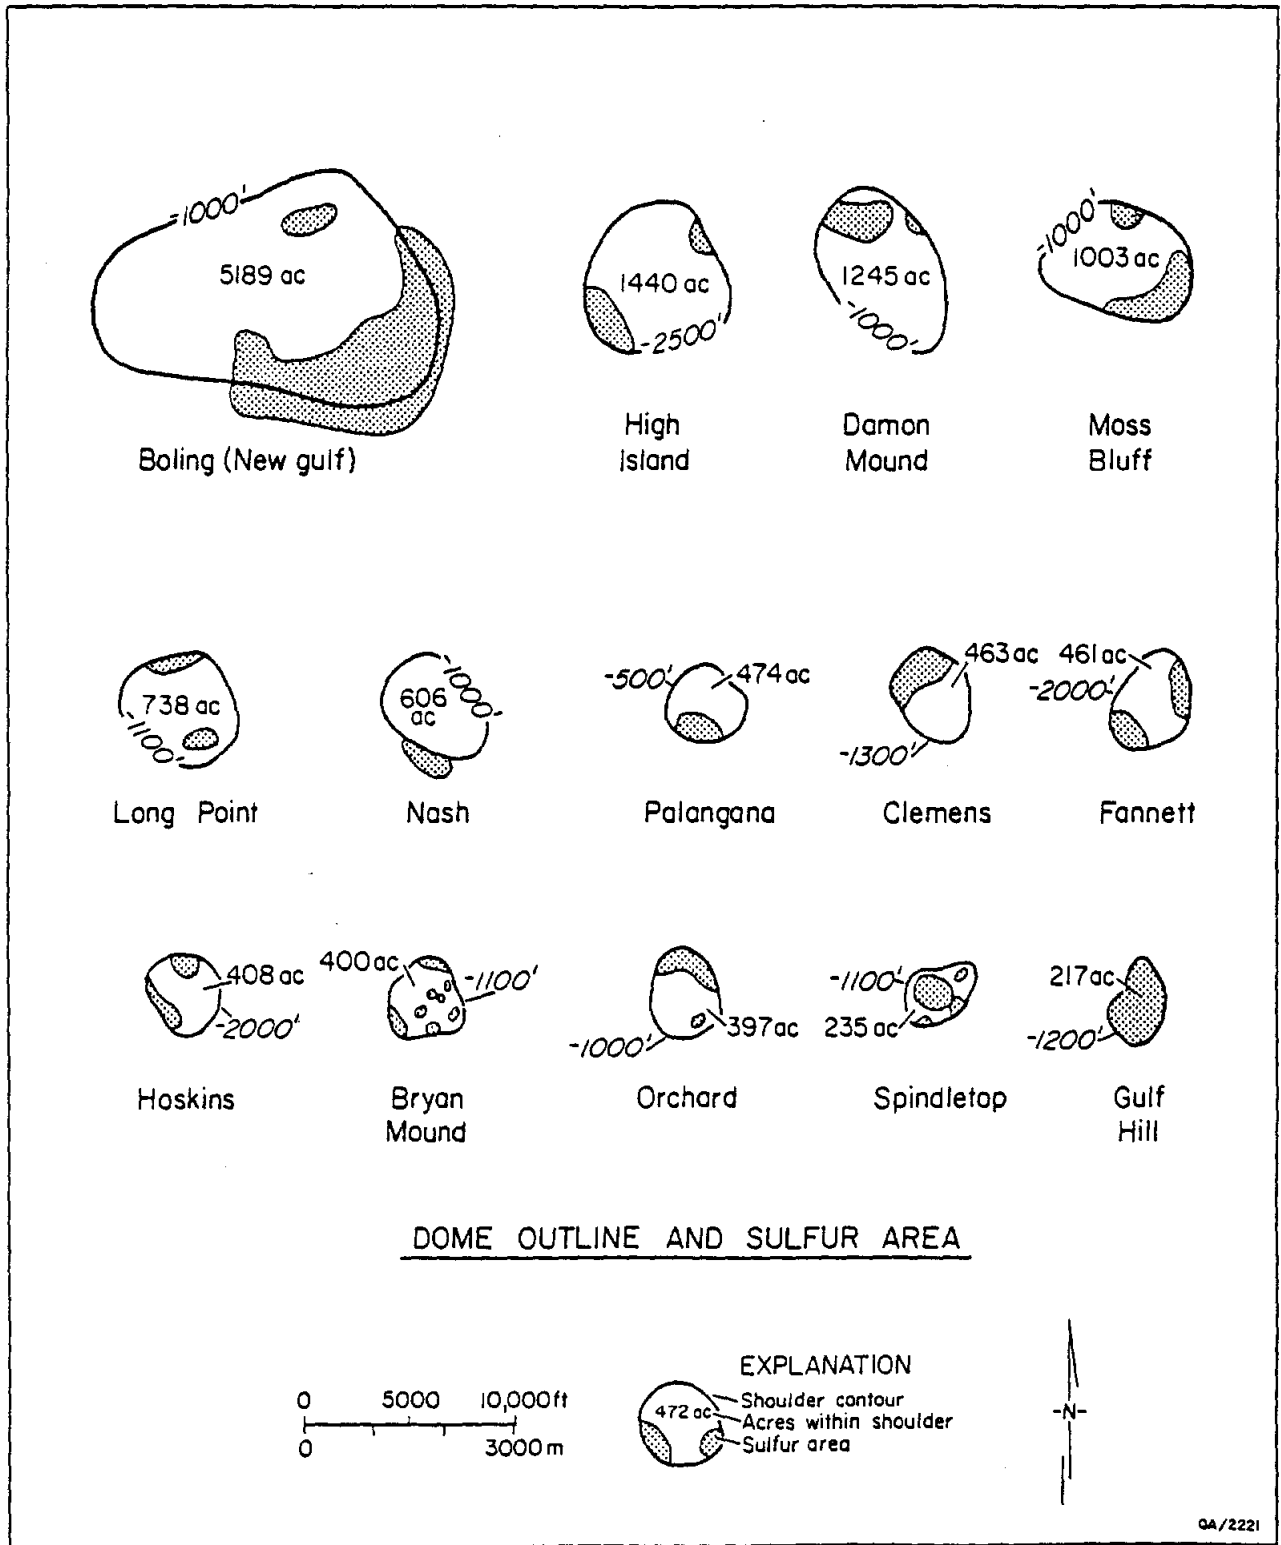 -1000'
5189 ac
Boling (New gulf)
1440 ac
-2500'
High
Island
1245 ac
-1000'
Damon
Mound
-1000'
1003 ac
Moss
Bluff
738 ac
-1100'
Long Point
-1000'
606
ac
Nash
-500'
474 ac
Palangana
463 ac
-1300'
Clemens
461 ac
-2000'
Fannett
408 ac
-2000'
Hoskins
400 ac
-1100'
Bryan
Mound
-1000'
397 ac
Orchard
-1100'
235 ac
Spindletop
217 ac
-1200'
Gulf
Hill
DOME OUTLINE AND SULFUR AREA
0 5000 10,000 ft
0 3000 m
EXPLANATION
Shoulder contour
472 ac
Acres within shoulder
Sulfur area
-N-
QA/2221